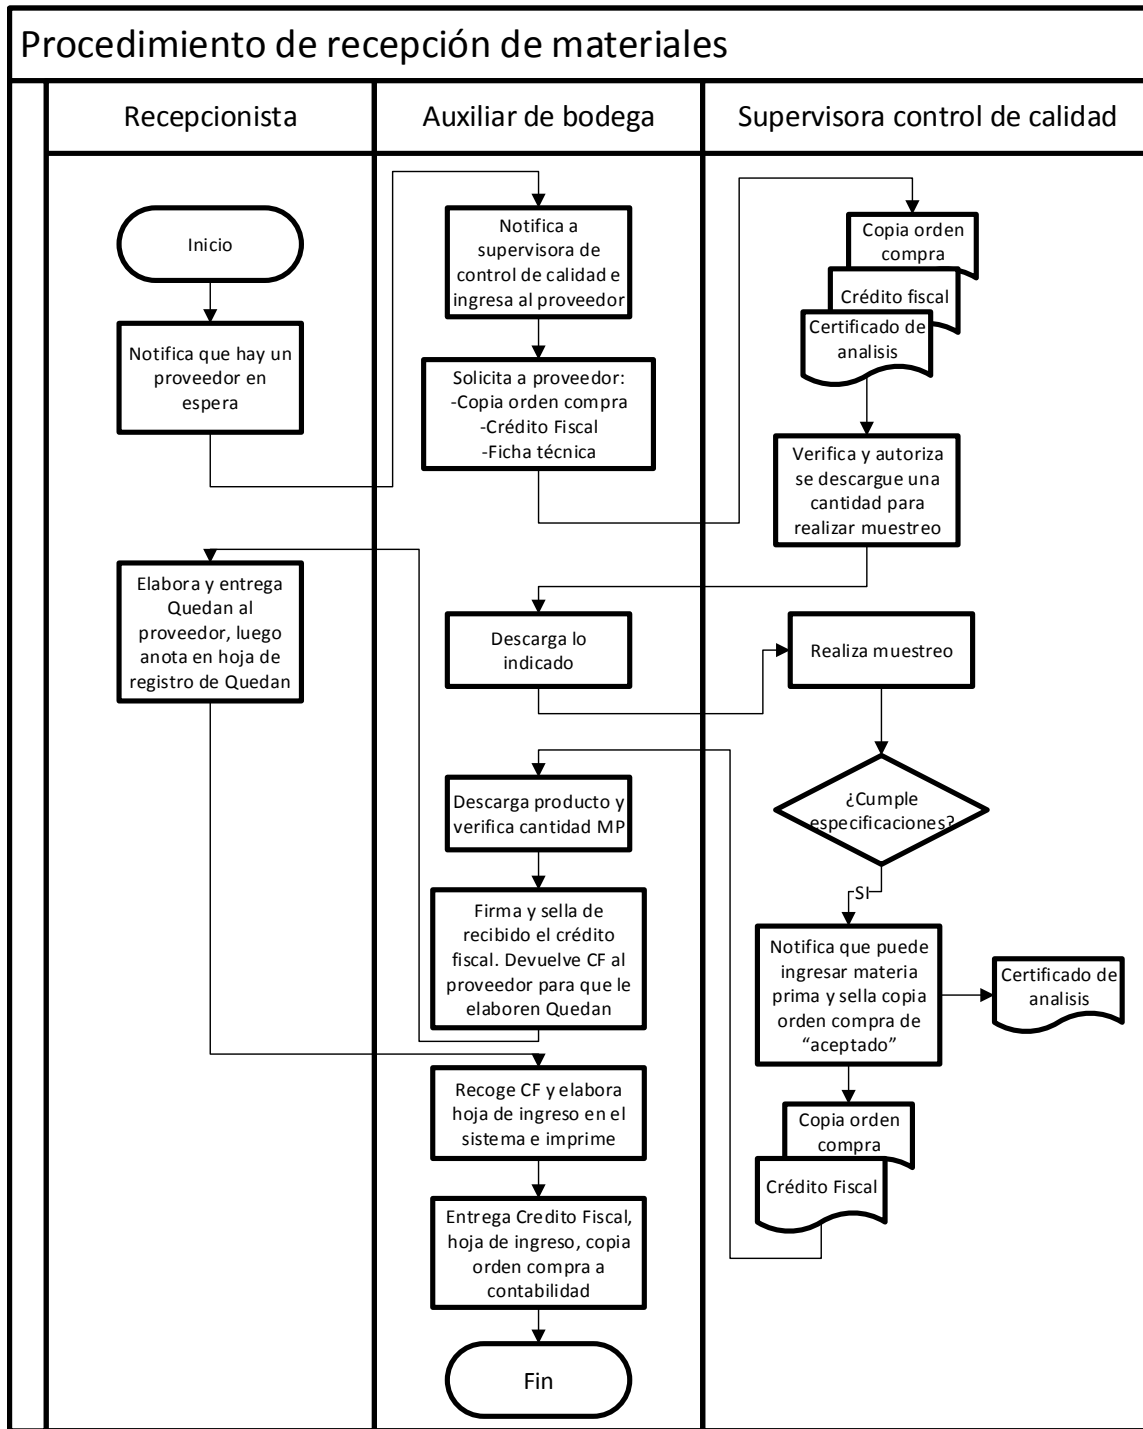 Procedimiento de recepción de materiales
Recepcionista
Auxiliar de bodega
Supervisora control de calidad
Inicio
Notifica que hay un
proveedor en
espera
Notifica a
supervisora de
control de calidad e
ingresa al proveedor
Solicita a proveedor:
-Copia orden compra
-Crédito Fiscal
-Ficha técnica
Copia orden
compra
Crédito fiscal
Certificado de
analisis
Verifica y autoriza
se descargue una
cantidad para
realizar muestreo
Descarga lo
indicado
Realiza muestreo
¿Cumple
especificaciones?
SI
Notifica que puede
ingresar materia
prima y sella copia
orden compra de
“aceptado”
Certificado de
analisis
Copia orden
compra
Crédito Fiscal
Descarga producto y
verifica cantidad MP
Firma y sella de
recibido el crédito
fiscal. Devuelve CF al
proveedor para que le
elaboren Quedan
Elabora y entrega
Quedan al
proveedor, luego
anota en hoja de
registro de Quedan
Recoge CF y elabora
hoja de ingreso en el
sistema e imprime
Entrega Credito Fiscal,
hoja de ingreso, copia
orden compra a
contabilidad
Fin